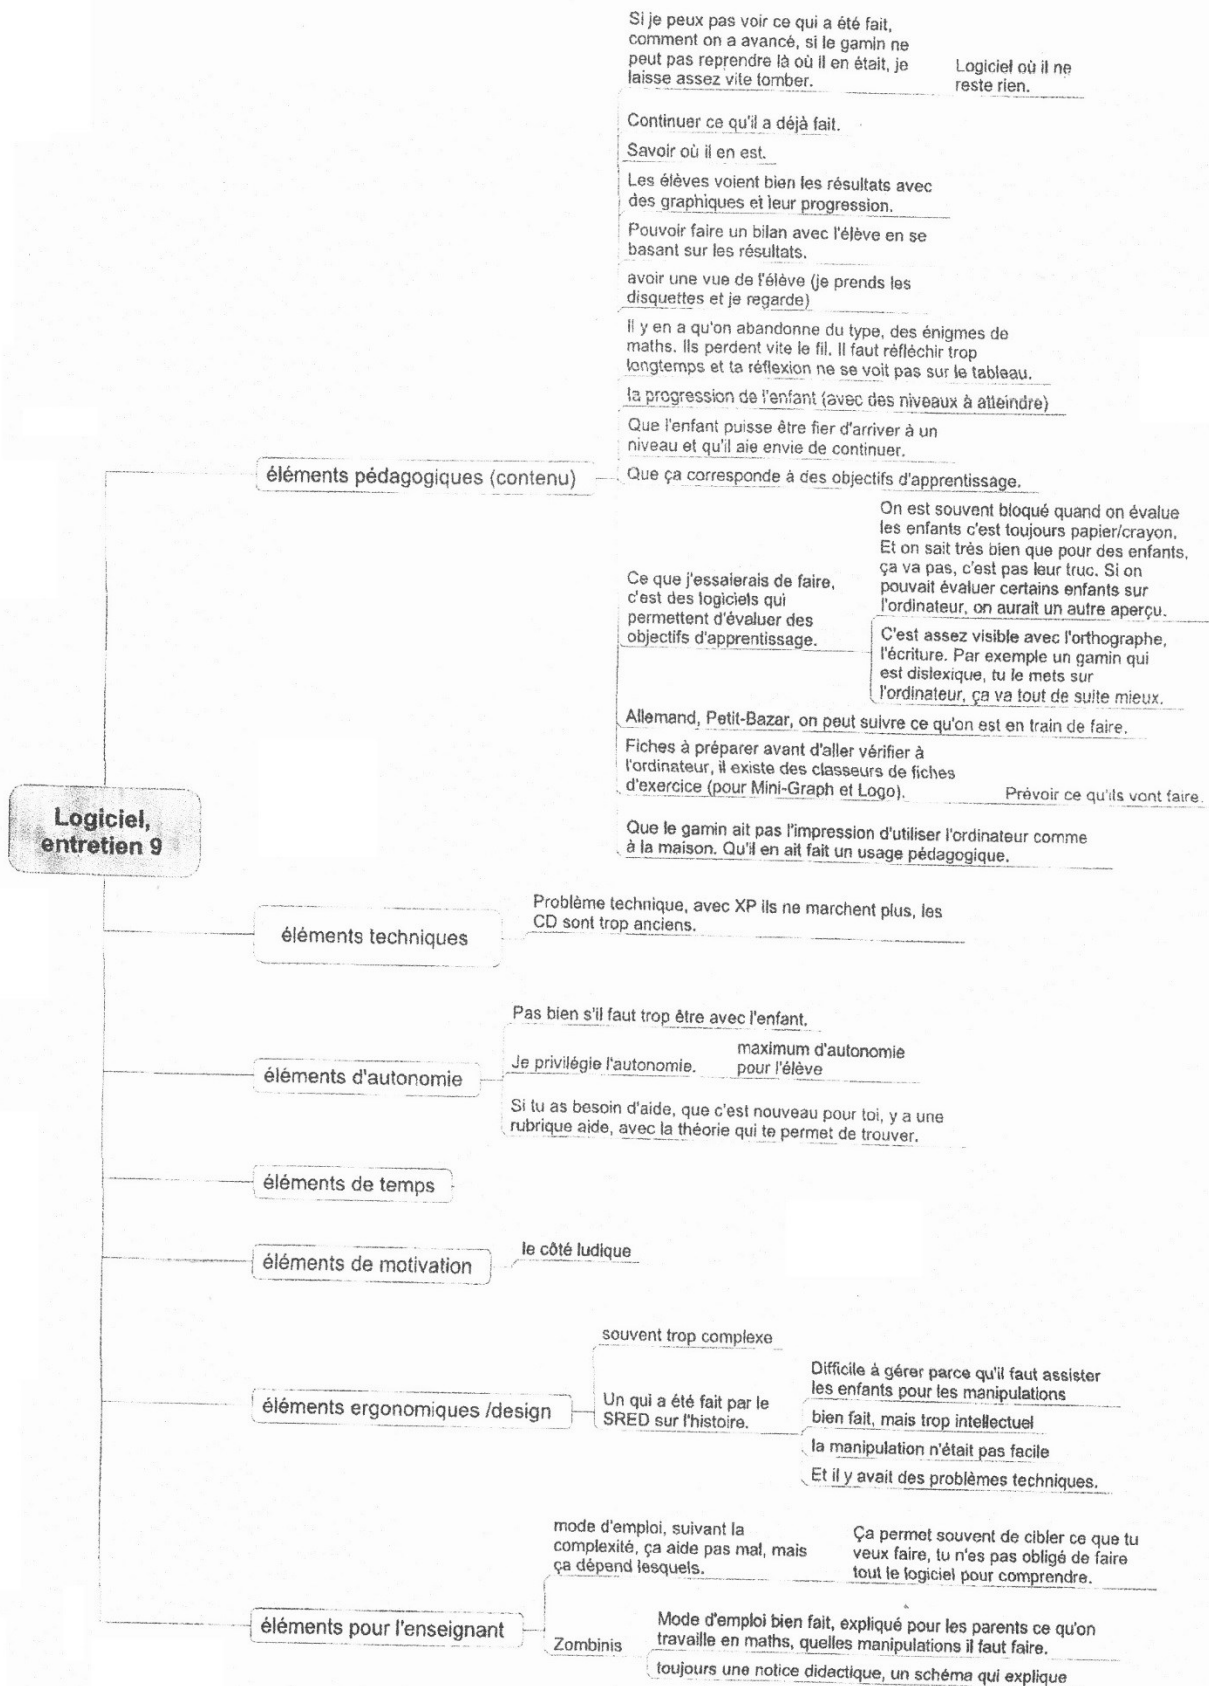 Si je peux pas voir ce qui a été fait,
comment on a avancé, si le gamin ne
peut pas reprendre là où il en était, je
laisse assez vite tomber.
Logiciel où il ne
reste rien.
Continuer ce qu'il a déjà fait.
Savoir où il en est.
Les élèves voient bien les résultats avec
des graphiques et leur progression.
Pouvoir faire un bilan avec l'élève en se
basant sur les résultats.
avoir une vue de l'élève (je prends les
disquettes et je regarde)
Il y en a qu'on abandonne du type, des énigmes de
maths. Ils perdent vite le fil. Il faut réfléchir trop
longtemps et ta réflexion ne se voit pas sur le tableau.
la progression de l'enfant (avec des niveaux à atteindre)
Que l'enfant puisse être fier d'arriver à un
niveau et qu'il aie envie de continuer.
éléments pédagogiques (contenu)
Que ça corresponde à des objectifs d'apprentissage.
Ce que j'essaierais de faire,
c'est des logiciels qui
permettent d'évaluer des
objectifs d'apprentissage.
On est souvent bloqué quand on évalue
les enfants c'est toujours papier/crayon.
Et on sait très bien que pour des enfants,
ça va pas, c'est pas leur truc. Si on
pouvait évaluer certains enfants sur
l'ordinateur, on aurait un autre aperçu.
C'est assez visible avec l'orthographe,
l'écriture. Par exemple un gamin qui
est dislexique, tu le mets sur
l'ordinateur, ça va tout de suite mieux.
Allemand, Petit-Bazar, on peut suivre ce qu'on est en train de faire.
Fiches à préparer avant d'aller vérifier à
l'ordinateur, il existe des classeurs de fiches
d'exercice (pour Mini-Graph et Logo).
Prévoir ce qu'ils vont faire.
Que le gamin ait pas l'impression d'utiliser l'ordinateur comme
à la maison. Qu'il en ait fait un usage pédagogique.
Logiciel,
entretien 9
éléments techniques
Problème technique, avec XP ils ne marchent plus, les
CD sont trop anciens.
éléments d'autonomie
Pas bien s'il faut trop être avec l'enfant.
Je privilégie l'autonomie.
maximum d'autonomie
pour l'élève
Si tu as besoin d'aide, que c'est nouveau pour toi, y a une
rubrique aide, avec la théorie qui te permet de trouver.
éléments de temps
éléments de motivation
le côté ludique
éléments ergonomiques /design
souvent trop complexe
Un qui a été fait par le
SRED sur l'histoire.
Difficile à gérer parce qu'il faut assister
les enfants pour les manipulations
bien fait, mais trop intellectuel
la manipulation n'était pas facile
Et il y avait des problèmes techniques.
éléments pour l'enseignant
mode d'emploi, suivant la
complexité, ça aide pas mal, mais
ça dépend lesquels.
Ça permet souvent de cibler ce que tu
veux faire, tu n'es pas obligé de faire
tout le logiciel pour comprendre.
Zombinis
Mode d'emploi bien fait, expliqué pour les parents ce qu'on
travaille en maths, quelles manipulations il faut faire.
toujours une notice didactique, un schéma qui explique